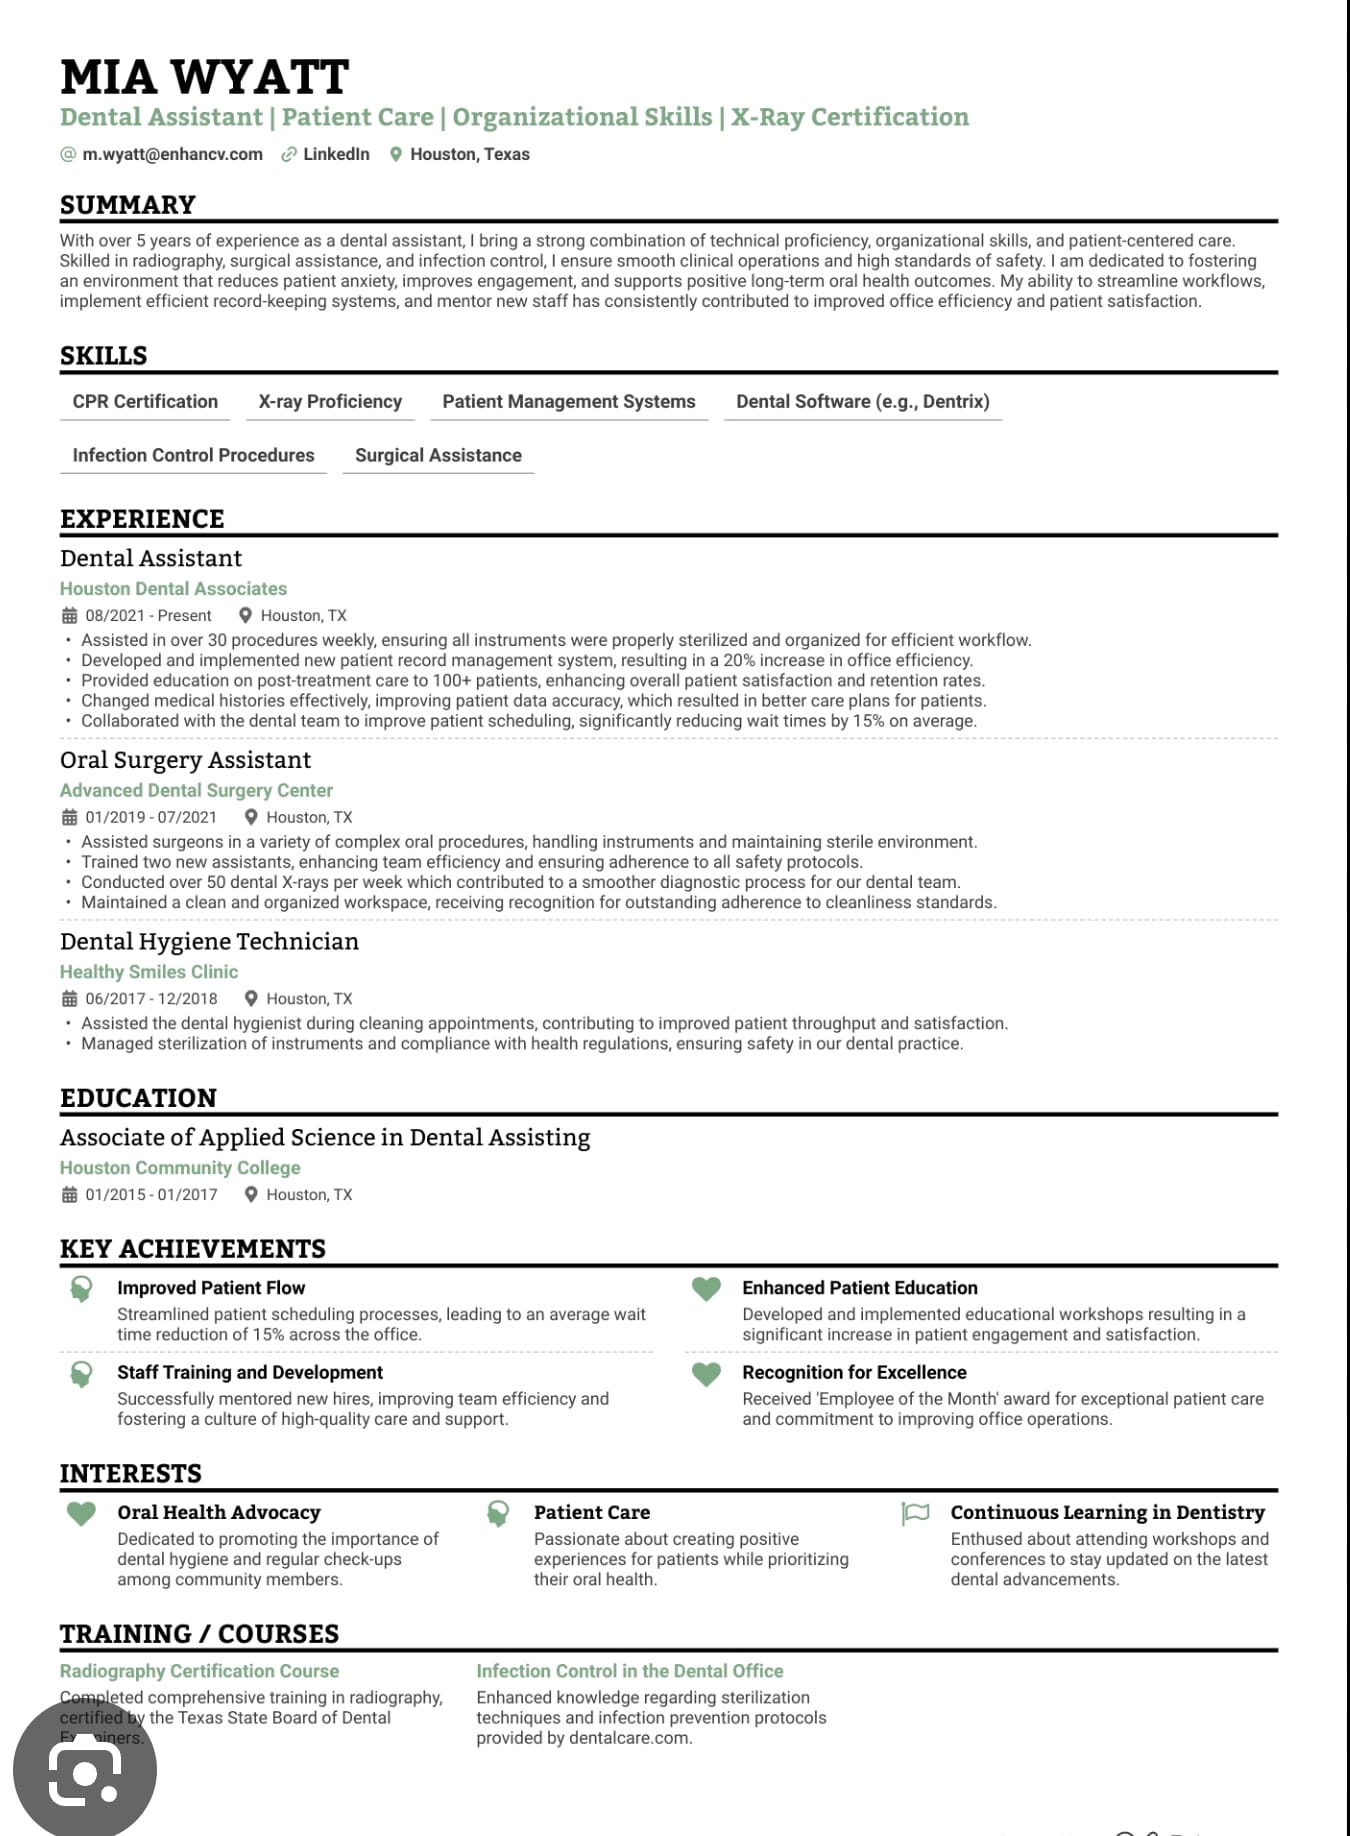 MIA WYATT
Dental Assistant | Patient Care | Organizational Skills | X-Ray Certification
@ m.wyatt@enhancv.com LinkedIn Houston, Texas
SUMMARY
With over 5 years of experience as a dental assistant, I bring a strong combination of technical proficiency, organizational skills, and patient-centered care.
Skilled in radiography, surgical assistance, and infection control, I ensure smooth clinical operations and high standards of safety. I am dedicated to fostering
an environment that reduces patient anxiety, improves engagement, and supports positive long-term oral health outcomes. My ability to streamline workflows,
implement efficient record-keeping systems, and mentor new staff has consistently contributed to improved office efficiency and patient satisfaction.
SKILLS
CPR Certification X-ray Proficiency Patient Management Systems Dental Software (e.g., Dentrix)
Infection Control Procedures Surgical Assistance
EXPERIENCE
Dental Assistant
Houston Dental Associates
08/2021 - Present Houston, TX
• Assisted in over 30 procedures weekly, ensuring all instruments were properly sterilized and organized for efficient workflow.
• Developed and implemented new patient record management system, resulting in a 20% increase in office efficiency.
• Provided education on post-treatment care to 100+ patients, enhancing overall patient satisfaction and retention rates.
• Changed medical histories effectively, improving patient data accuracy, which resulted in better care plans for patients.
• Collaborated with the dental team to improve patient scheduling, significantly reducing wait times by 15% on average.
Oral Surgery Assistant
Advanced Dental Surgery Center
01/2019 - 07/2021 Houston, TX
• Assisted surgeons in a variety of complex oral procedures, handling instruments and maintaining sterile environment.
• Trained two new assistants, enhancing team efficiency and ensuring adherence to all safety protocols.
• Conducted over 50 dental X-rays per week which contributed to a smoother diagnostic process for our dental team.
• Maintained a clean and organized workspace, receiving recognition for outstanding adherence to cleanliness standards.
Dental Hygiene Technician
Healthy Smiles Clinic
06/2017 - 12/2018 Houston, TX
• Assisted the dental hygienist during cleaning appointments, contributing to improved patient throughput and satisfaction.
• Managed sterilization of instruments and compliance with health regulations, ensuring safety in our dental practice.
EDUCATION
Associate of Applied Science in Dental Assisting
Houston Community College
01/2015 - 01/2017 Houston, TX
KEY ACHIEVEMENTS
Improved Patient Flow
Streamlined patient scheduling processes, leading to an average wait
time reduction of 15% across the office.
Enhanced Patient Education
Developed and implemented educational workshops resulting in a
significant increase in patient engagement and satisfaction.
Staff Training and Development
Successfully mentored new hires, improving team efficiency and
fostering a culture of high-quality care and support.
Recognition for Excellence
Received 'Employee of the Month' award for exceptional patient care
and commitment to improving office operations.
INTERESTS
Oral Health Advocacy
Dedicated to promoting the importance of
dental hygiene and regular check-ups
among community members.
Patient Care
Passionate about creating positive
experiences for patients while prioritizing
their oral health.
Continuous Learning in Dentistry
Enthused about attending workshops and
conferences to stay updated on the latest
dental advancements.
TRAINING / COURSES
Radiography Certification Course
Completed comprehensive training in radiography,
certified by the Texas State Board of Dental
Examiners.
Infection Control in the Dental Office
Enhanced knowledge regarding sterilization
techniques and infection prevention protocols
provided by dentalcare.com.